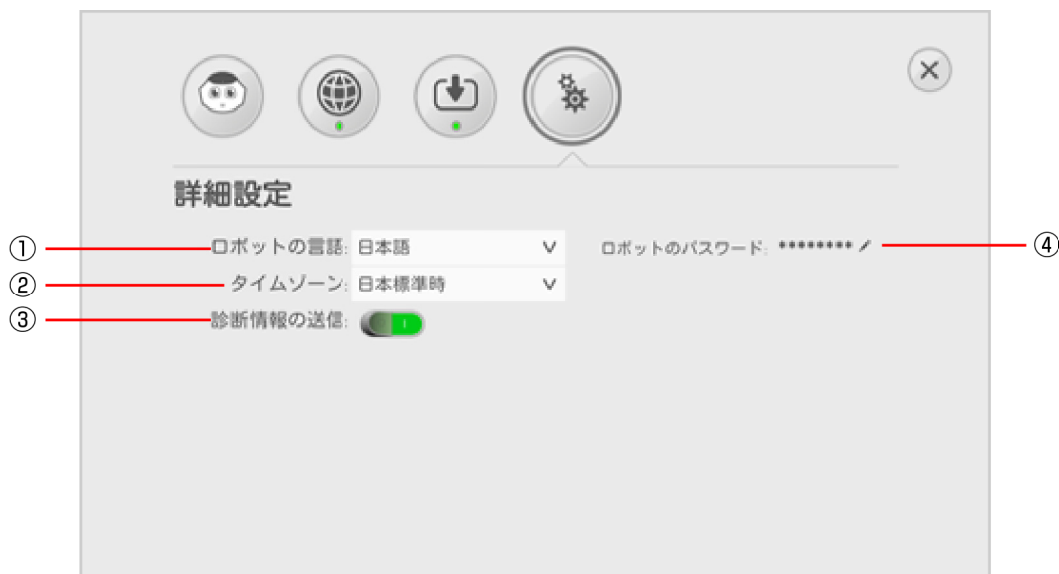 詳細設定
① ロボットの言語: 日本語 ロボットのパスワード: ******** ④
② タイムゾーン: 日本標準時
③ 診断情報の送信: